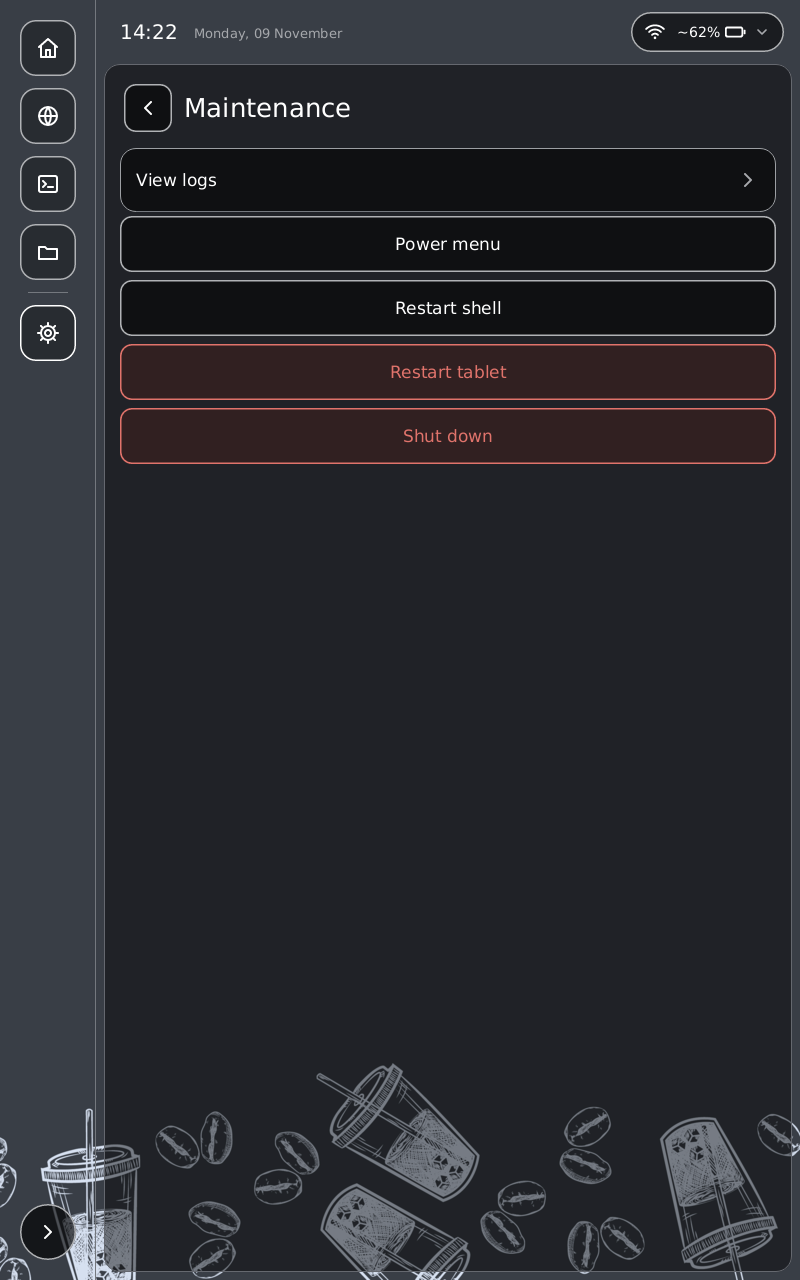 14:22 Monday, 09 November ~62%
Maintenance
View logs
Power menu
Restart shell
Restart tablet
Shut down